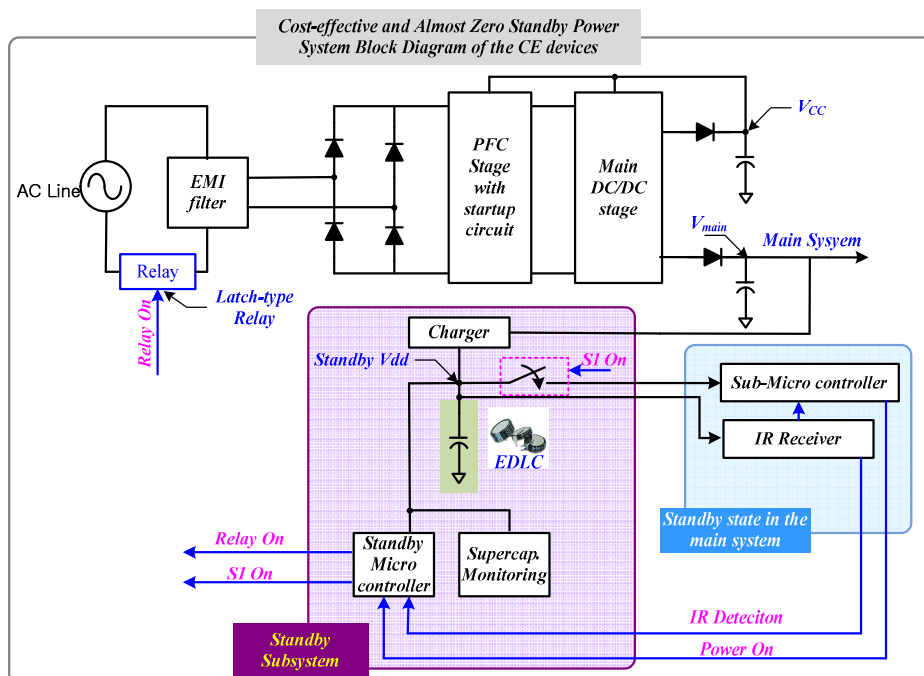 Cost-effective and Almost Zero Standby Power
System Block Diagram of the CE devices
AC Line
EMI
filter
Relay
Latch-type
Relay
Relay On
PFC
Stage
with
startup
circuit
Main
DC/DC
stage
VCC
Vmain
Main Sysyem
Charger
Standby Vdd
S1 On
EDLC
Sub-Micro controller
IR Receiver
Standby state in the
main system
Relay On
S1 On
Standby
Micro
controller
Supercap.
Monitoring
IR Deteciton
Power On
Standby
Subsystem